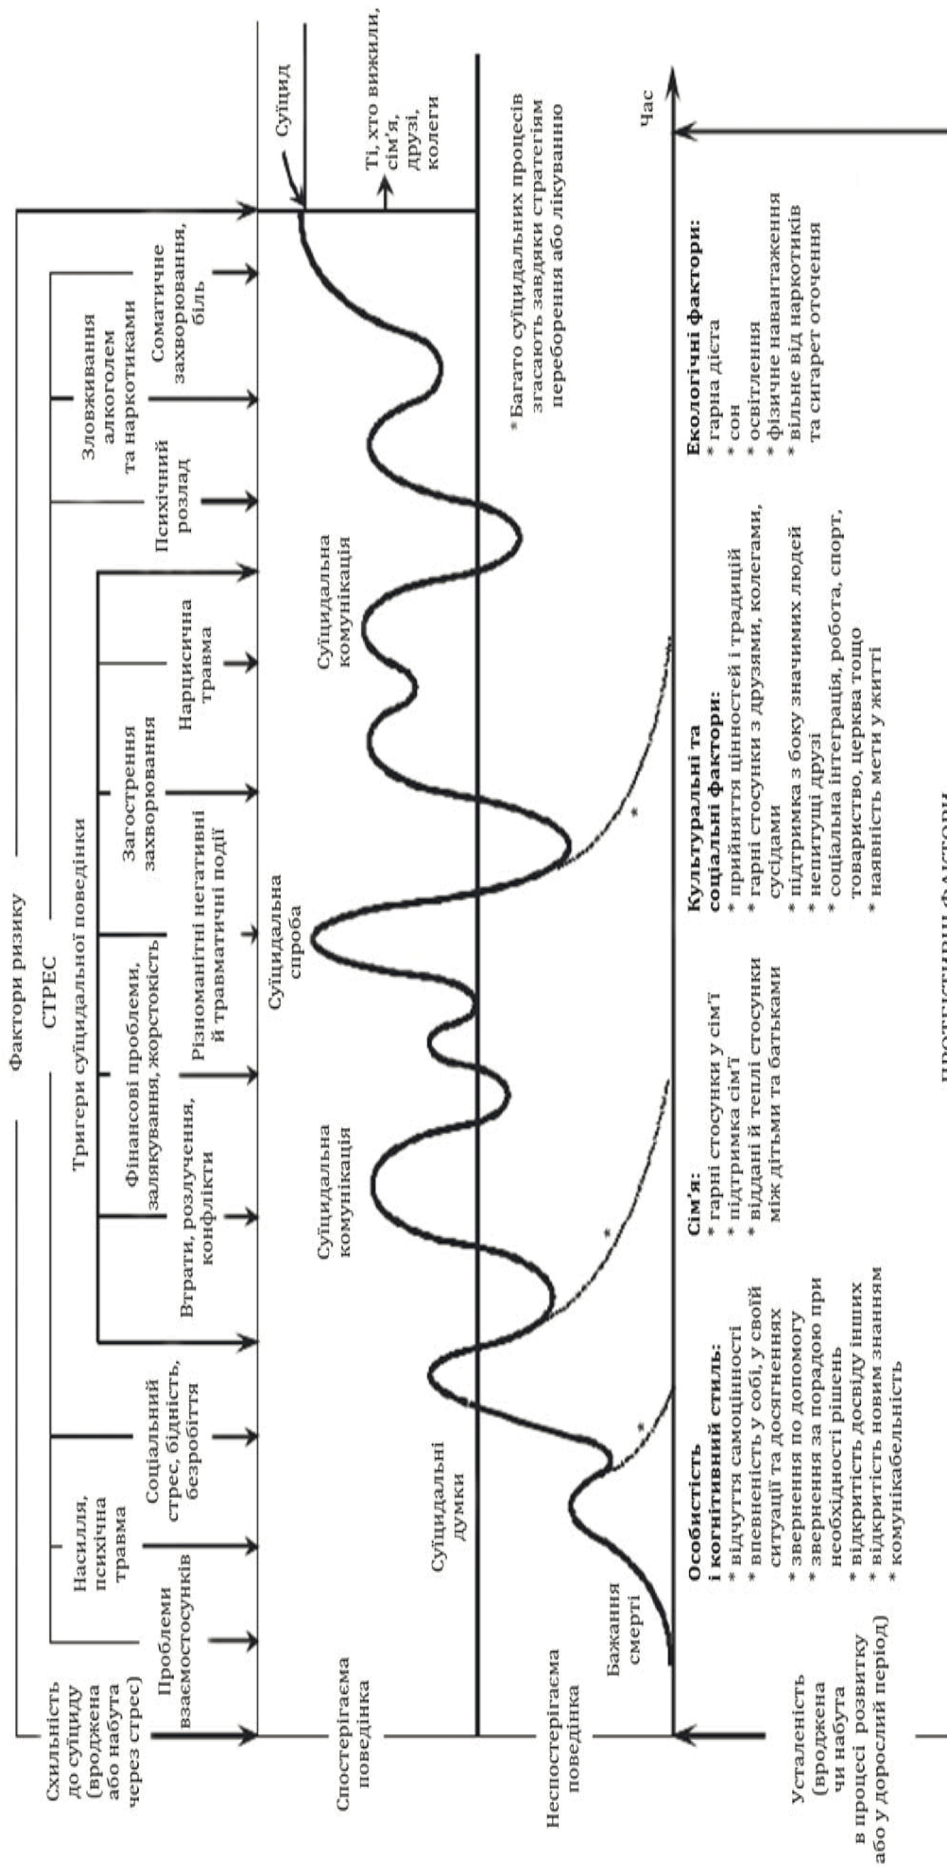 Фактори ризику
СТРЕС
Тригери суїцидальної поведінки
Схильність
до суїциду
(вроджена
або набута
через стрес)
Проблеми
взаємостосунків
Насилля,
психічна
травма
Соціальний
стрес, бідність,
безробіття
Втрати, розлучення,
конфлікти
Фінансові проблеми,
залякування, жорстокість
Різноманітні негативні
й травматичні події
Загострення
захворювання
Нарцисична
травма
Психічний
розлад
Зловживання
алкоголем
та наркотиками
Соматичне
захворювання,
біль
Спостерігаєма
поведінка
Суїцидальні
думки
Суїцидальна
комунікація
Суїцидальна
спроба
Суїцидальна
комунікація
Суїцид
Ті, хто вижили,
сім'я,
друзі,
колеги
Неспостерігаєма
поведінка
Бажання
смерті
*
*
*
* Багато суїцидальних процесів
згасають завдяки стратегіям
переборення або лікуванню
Час
Усталеність
(вроджена
чи набута
в процесі розвитку
або у дорослий період)
Особистість
і когнітивний стиль:
* відчуття самоцінності
* впевненість у собі, у своїй
ситуації та досягненнях
* звернення по допомогу
* звернення за порадою при
необхідності рішень
* відкритість досвіду інших
* відкритість новим знанням
* комунікабельність
Сім'я:
* гарні стосунки у сім'ї
* підтримка сім'ї
* віддані й теплі стосунки
між дітьми та батьками
Культуральні та
соціальні фактори:
* прийняття цінностей і традицій
* гарні стосунки з друзями, колегами,
сусідами
* підтримка з боку значимих людей
* непитущі друзі
* соціальна інтеграція, робота, спорт,
товариство, церква тощо
* наявність мети у житті
Екологічні фактори:
* гарна дієта
* сон
* освітлення
* фізичне навантаження
* вільне від наркотиків
та сигарет оточення